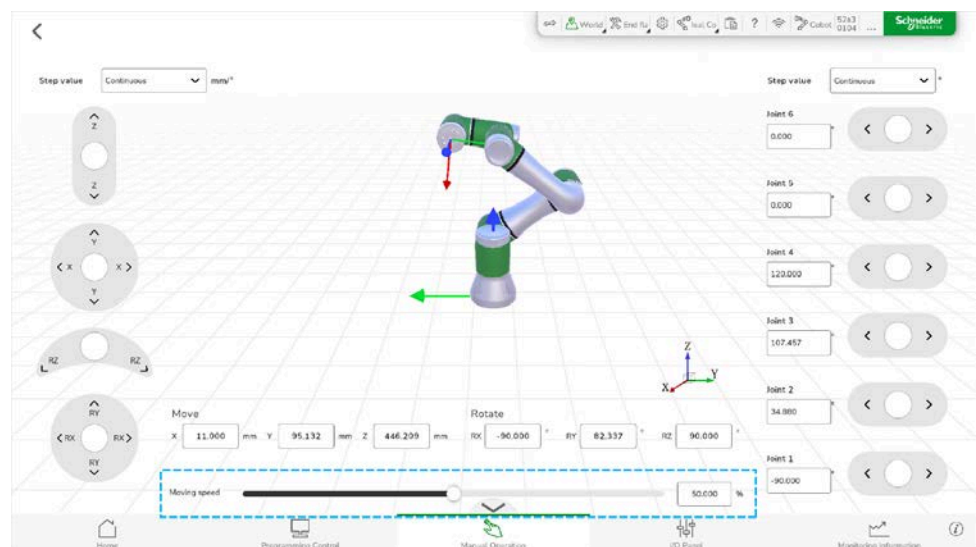 World End fla Tool Co ? Cobot 5263 0104 ... Schneider Electric
Step value Continuous mm/°
Step value Continuous °
Z
Z
Y
X X
Y
RZ RZ
RY
RX RX
RY
Joint 6
0.000 °
Joint 5
0.000 °
Joint 4
120.000 °
Joint 3
107.457 °
Joint 2
34.880 °
Joint 1
-90.000 °
Z
X Y
Move Rotate
X 11.000 mm Y 95.132 mm Z 446.209 mm RX -90.000 ° RY 82.337 ° RZ 90.000 °
Moving speed 50.000 %
Home Programming Control Manual Operation I/O Panel Monitoring Information